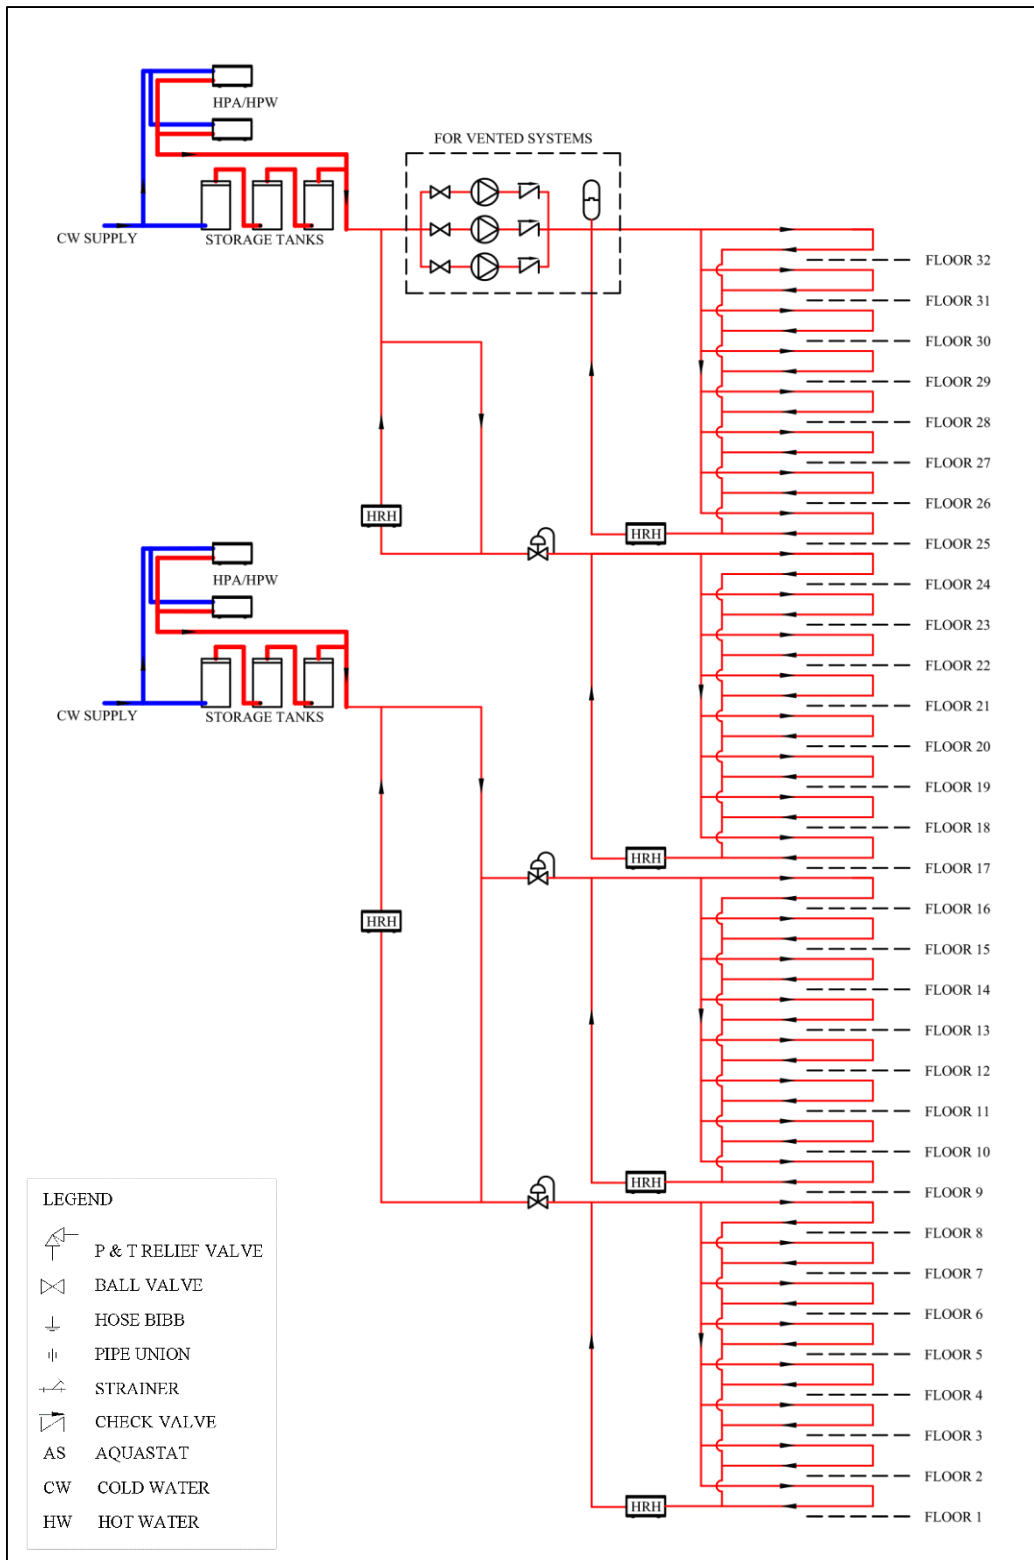 HPA/HPW
FOR VENTED SYSTEMS
CW SUPPLY
STORAGE TANKS
FLOOR 32
FLOOR 31
FLOOR 30
FLOOR 29
FLOOR 28
FLOOR 27
FLOOR 26
HRH
HRH
FLOOR 25
HPA/HPW
FLOOR 24
FLOOR 23
FLOOR 22
CW SUPPLY
STORAGE TANKS
FLOOR 21
FLOOR 20
FLOOR 19
FLOOR 18
HRH
FLOOR 17
FLOOR 16
HRH
FLOOR 15
FLOOR 14
FLOOR 13
FLOOR 12
FLOOR 11
FLOOR 10
HRH
FLOOR 9
FLOOR 8
FLOOR 7
FLOOR 6
FLOOR 5
FLOOR 4
FLOOR 3
FLOOR 2
HRH
FLOOR 1
LEGEND
P & T RELIEF VALVE
BALL VALVE
HOSE BIBB
PIPE UNION
STRAINER
CHECK VALVE
AS AQUASTAT
CW COLD WATER
HW HOT WATER